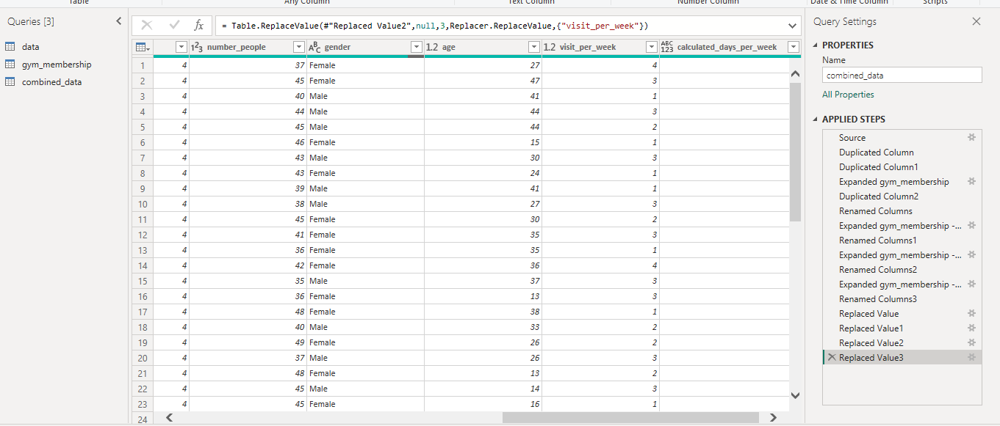 Table Any Column Text Column Number Column Date & Time Column Scripts
Queries [3]
data
gym_membership
combined_data
fx = Table.ReplaceValue(#"Replaced Value2",null,3,Replacer.ReplaceValue,{"visit_per_week"})
123 number_people ABC gender 1.2 age 1.2 visit_per_week ABC 123 calculated_days_per_week
1 4 37 Female 27 4
2 4 45 Female 47 3
3 4 40 Male 41 1
4 4 44 Male 44 3
5 4 45 Male 44 2
6 4 46 Female 15 1
7 4 43 Male 30 3
8 4 43 Female 24 1
9 4 39 Male 41 1
10 4 38 Male 27 3
11 4 45 Female 30 2
12 4 41 Female 35 3
13 4 36 Female 35 1
14 4 42 Female 36 4
15 4 35 Male 37 3
16 4 36 Female 13 3
17 4 48 Female 38 1
18 4 40 Male 33 2
19 4 49 Female 26 2
20 4 37 Male 26 3
21 4 48 Female 13 2
22 4 45 Male 14 3
23 4 45 Female 16 1
24
Query Settings
PROPERTIES
Name
combined_data
All Properties
APPLIED STEPS
Source
Duplicated Column
Duplicated Column1
Expanded gym_membership
Duplicated Column2
Renamed Columns
Expanded gym_membership -...
Renamed Columns1
Expanded gym_membership -...
Renamed Columns2
Expanded gym_membership -...
Renamed Columns3
Replaced Value
Replaced Value1
Replaced Value2
Replaced Value3